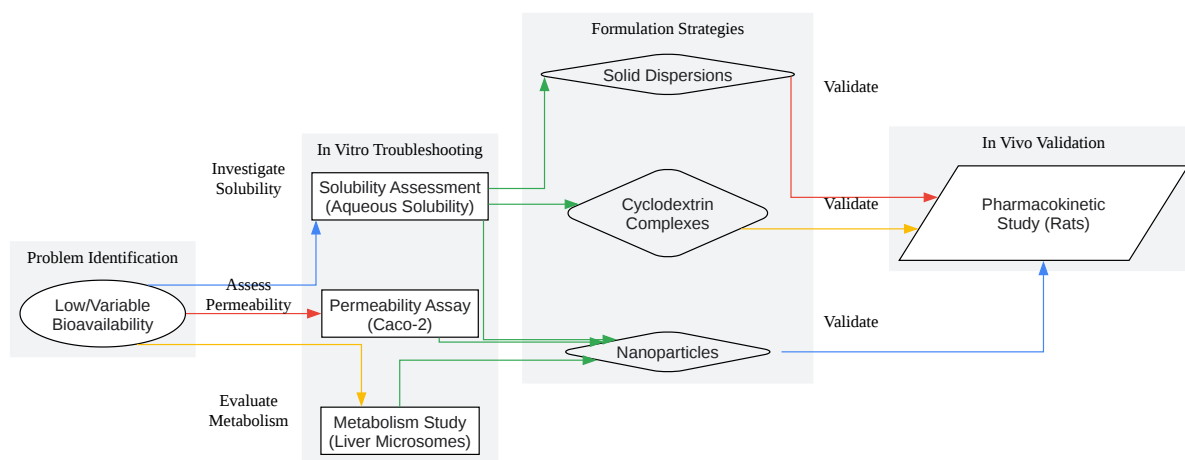 Formulation Strategies
Solid Dispersions
Validate
In Vivo Validation
In Vitro Troubleshooting
Investigate
Solubility
Solubility Assessment
(Aqueous Solubility)
Cyclodextrin
Complexes
Validate
Pharmacokinetic
Study (Rats)
Problem Identification
Low/Variable
Bioavailability
Assess
Permeability
Permeability Assay
(Caco-2)
Nanoparticles
Validate
Evaluate
Metabolism
Metabolism Study
(Liver Microsomes)